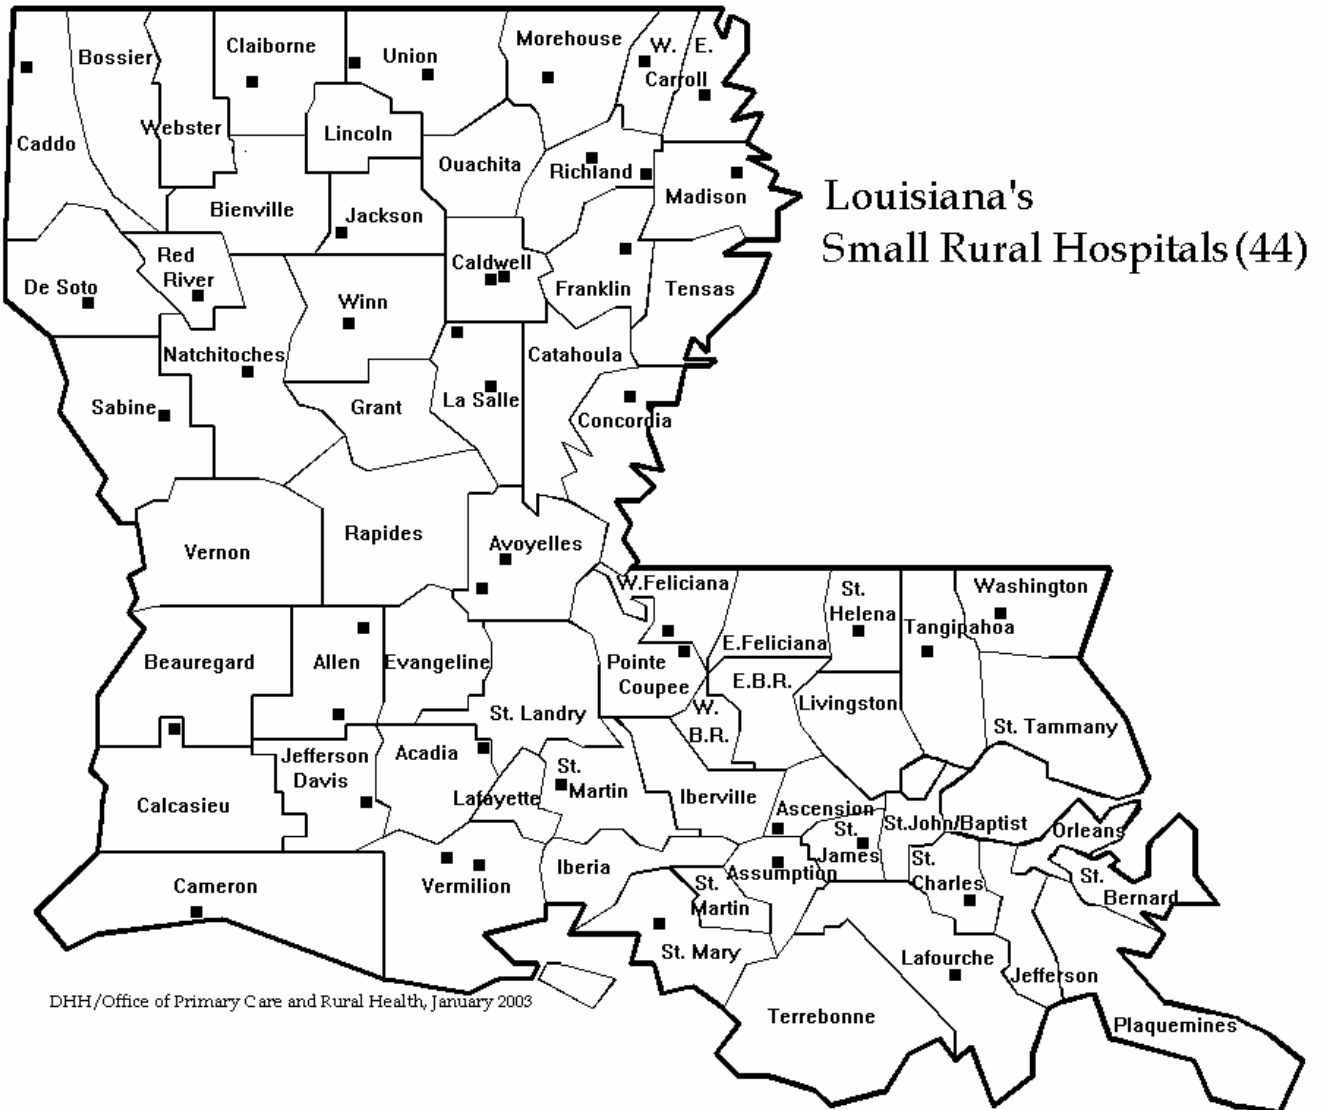 Bossier
Claiborne
Union
Morehouse
W. E.
Carroll
Caddo
Webster
Lincoln
Ouachita
Richland
Madison
Bienville
Jackson
Louisiana's
Small Rural Hospitals (44)
De Soto
Red
River
Winn
Caldwell
Franklin
Tensas
Natchitoches
Sabine
Grant
La Salle
Catahoula
Concordia
Vernon
Rapides
Avoyelles
W.Feliciana
St.
Helena
Washington
Tangipahoa
E.Feliciana
Beauregard
Allen
Evangeline
Pointe
Coupee
E.B.R.
W.
B.R.
Livingston
St. Tammany
St. Landry
Jefferson
Davis
Acadia
Lafayette
St.
Martin
Iberville
Ascension
St.
James
St.John/Baptist
Orleans
Calcasieu
Cameron
Vermilion
Iberia
St.
Martin
Assumption
St.
Charles
St.
Bernard
St. Mary
Lafourche
Jefferson
Terrebonne
Plaquemines
DHH/Office of Primary Care and Rural Health, January 2003